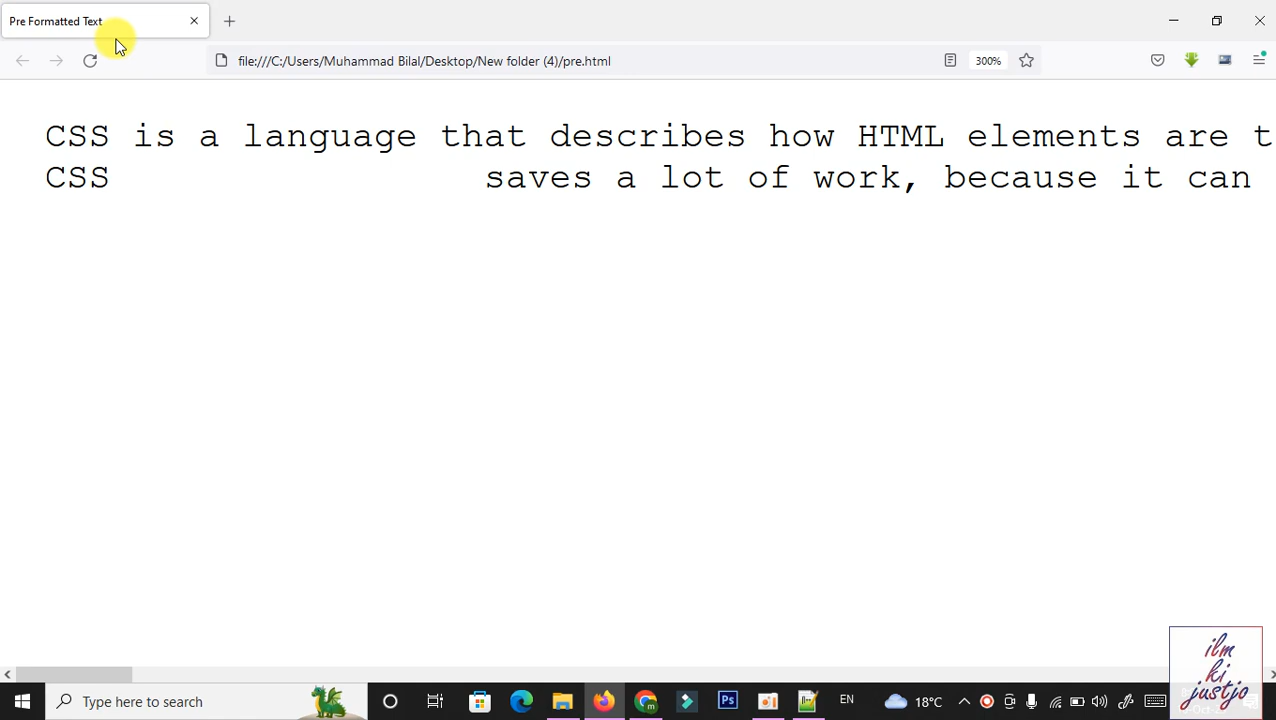 Pre Formatted Text
file:///C:/Users/Muhammad Bilal/Desktop/New folder (4)/pre.html
300%
CSS is a language that describes how HTML elements are t
CSS                 saves a lot of work, because it can
ilm
ki
justjo
Type here to search
Ps
EN
18°C